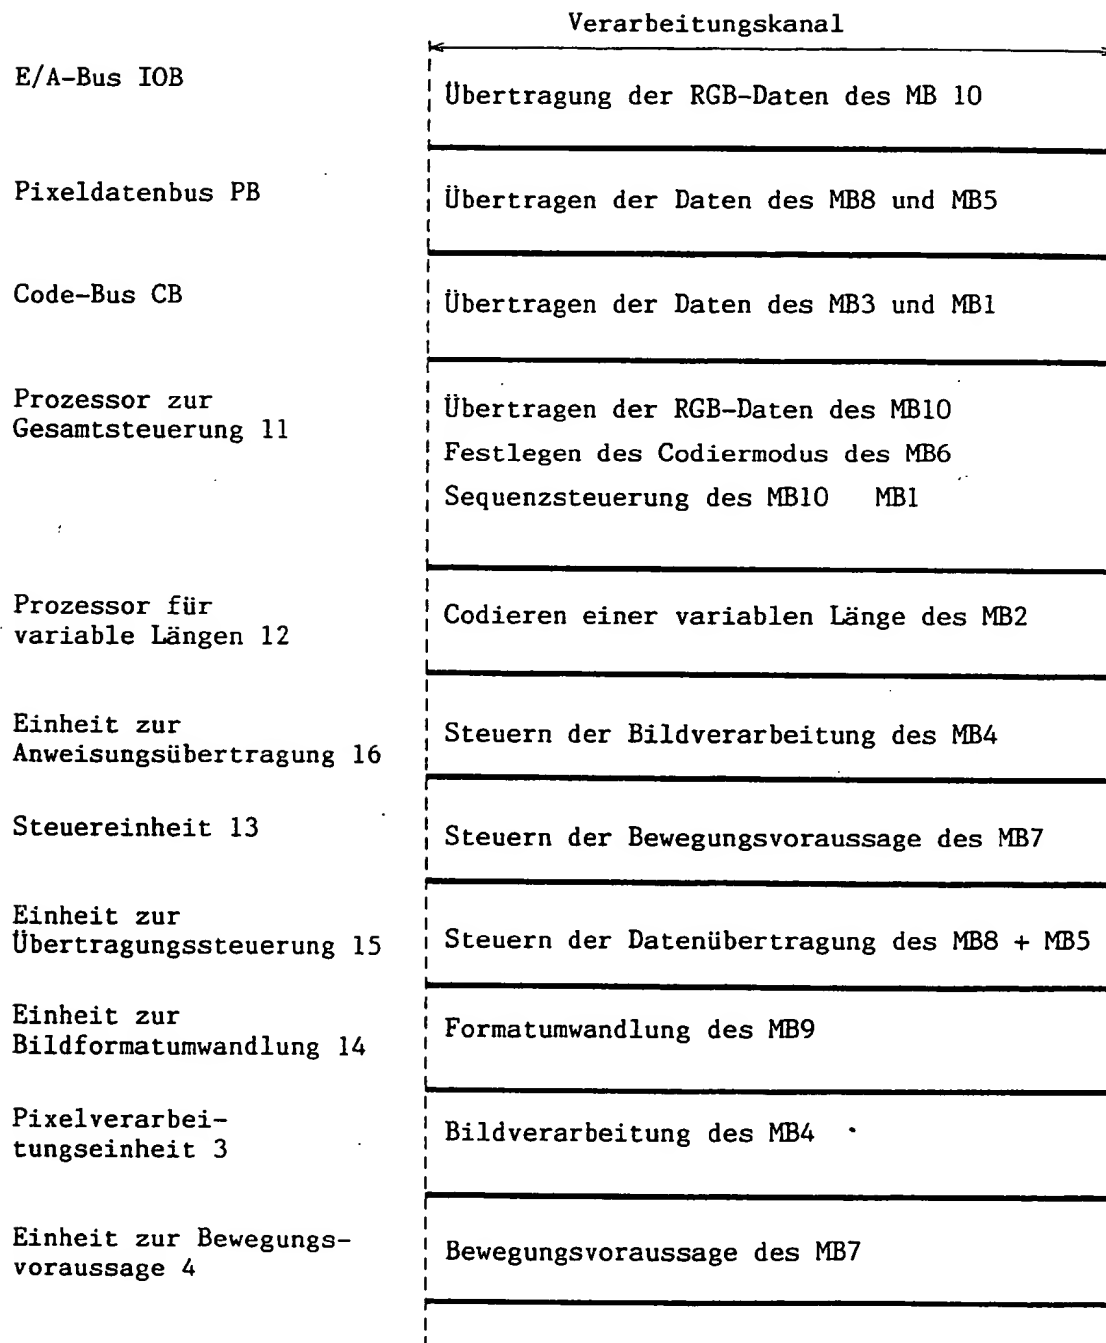 Verarbeitungskanal
E/A-Bus IOB
Übertragung der RGB-Daten des MB 10
Pixeldatenbus PB
Übertragen der Daten des MB8 und MB5
Code-Bus CB
Übertragen der Daten des MB3 und MB1
Prozessor zur
Gesamtsteuerung 11
Übertragen der RGB-Daten des MB10
Festlegen des Codiermodus des MB6
Sequenzsteuerung des MB10 MB1
Prozessor für
variable Längen 12
Codieren einer variablen Länge des MB2
Einheit zur
Anweisungsübertragung 16
Steuern der Bildverarbeitung des MB4
Steuereinheit 13
Steuern der Bewegungsvoraussage des MB7
Einheit zur
Übertragungssteuerung 15
Steuern der Datenübertragung des MB8 + MB5
Einheit zur
Bildformatumwandlung 14
Formatumwandlung des MB9
Pixelverarbei-
tungseinheit 3
Bildverarbeitung des MB4
Einheit zur Bewegungs-
voraussage 4
Bewegungsvoraussage des MB7